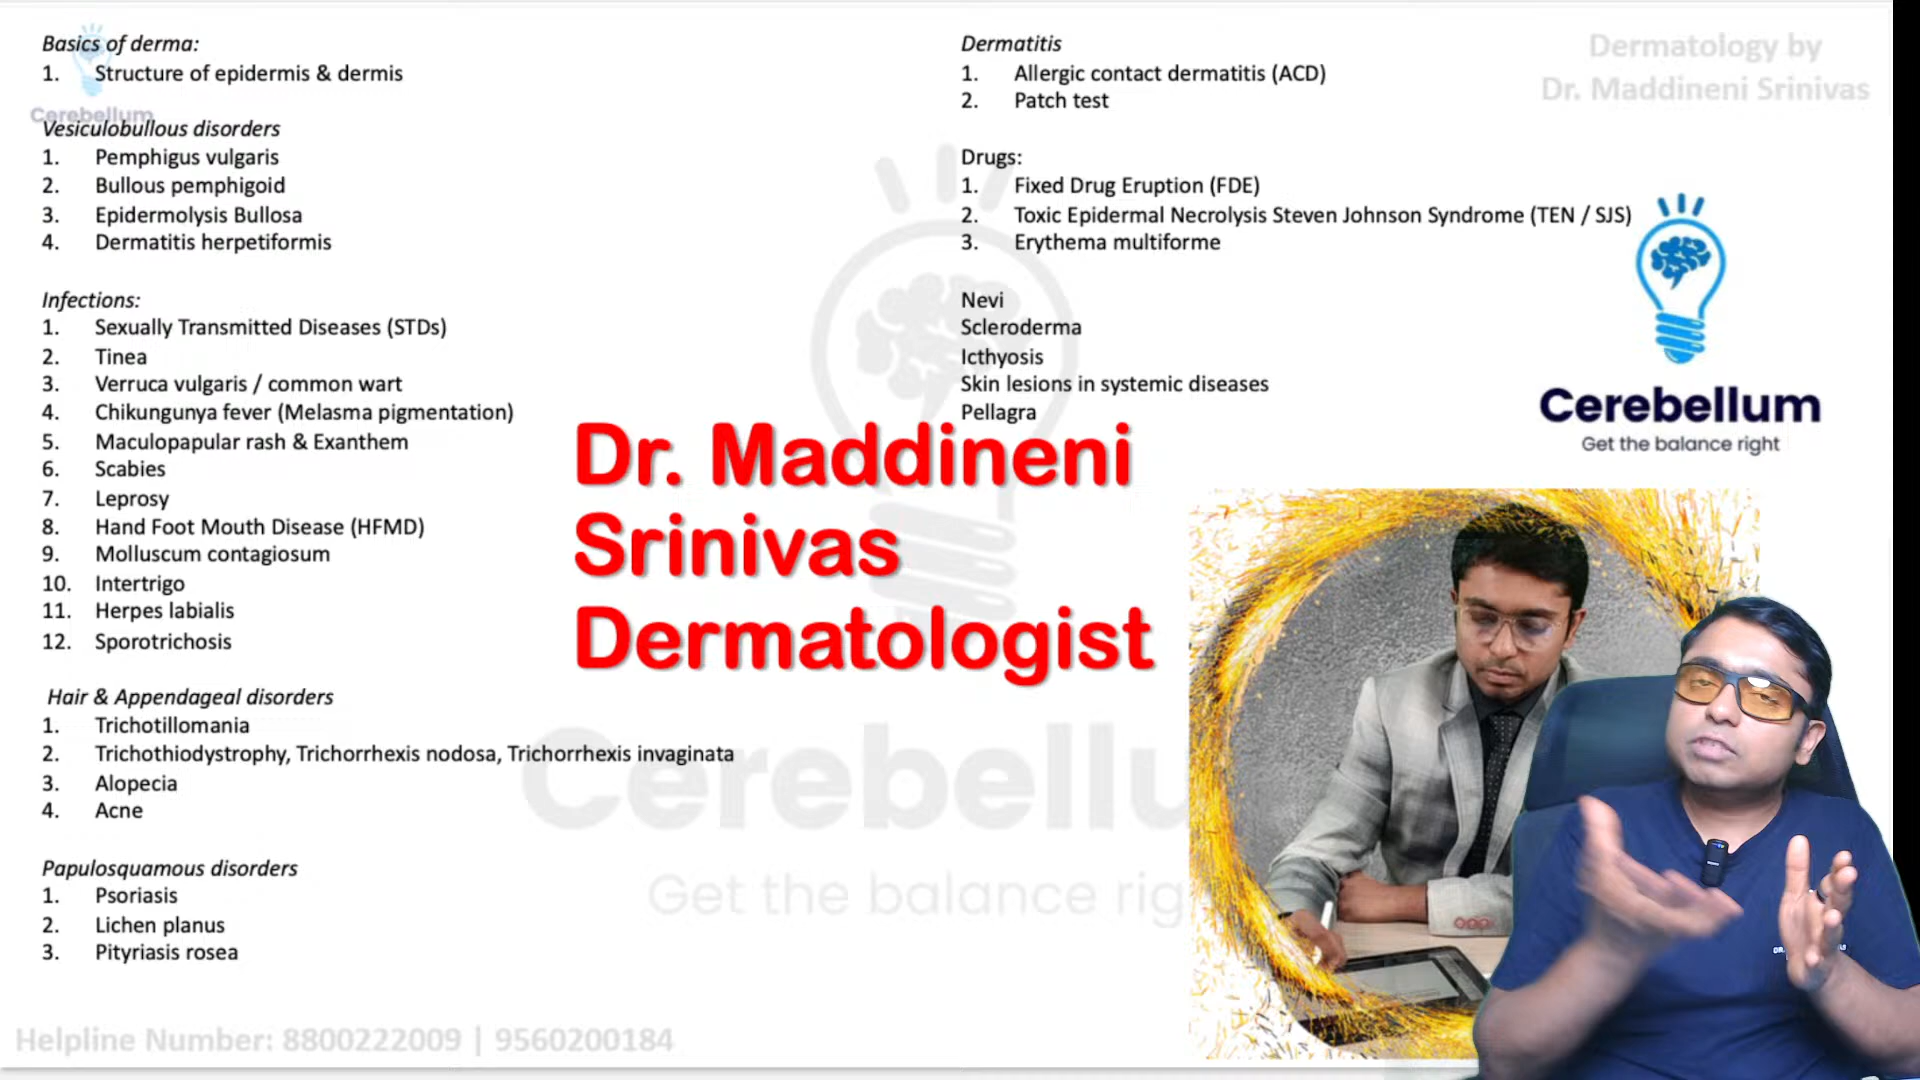 Basics of derma:
1. Structure of epidermis & dermis
Cerebellum
Vesiculobullous disorders
1. Pemphigus vulgaris
2. Bullous pemphigoid
3. Epidermolysis Bullosa
4. Dermatitis herpetiformis
Infections:
1. Sexually Transmitted Diseases (STDs)
2. Tinea
3. Verruca vulgaris / common wart
4. Chikungunya fever (Melasma pigmentation)
5. Maculopapular rash & Exanthem
6. Scabies
7. Leprosy
8. Hand Foot Mouth Disease (HFMD)
9. Molluscum contagiosum
10. Intertrigo
11. Herpes labialis
12. Sporotrichosis
Hair & Appendageal disorders
1. Trichotillomania
2. Trichothiodystrophy, Trichorrhexis nodosa, Trichorrhexis invaginata
3. Alopecia
4. Acne
Papulosquamous disorders
1. Psoriasis
2. Lichen planus
3. Pityriasis rosea
Dermatitis
1. Allergic contact dermatitis (ACD)
2. Patch test
Drugs:
1. Fixed Drug Eruption (FDE)
2. Toxic Epidermal Necrolysis Steven Johnson Syndrome (TEN / SJS)
3. Erythema multiforme
Nevi
Scleroderma
Icthyosis
Skin lesions in systemic diseases
Pellagra
Dermatology by
Dr. Maddineni Srinivas
Cerebellum
Get the balance right
Dr. Maddineni
Srinivas
Dermatologist
Cerebellu
Get the balance rig
Helpline Number: 8800222009 | 9560200184